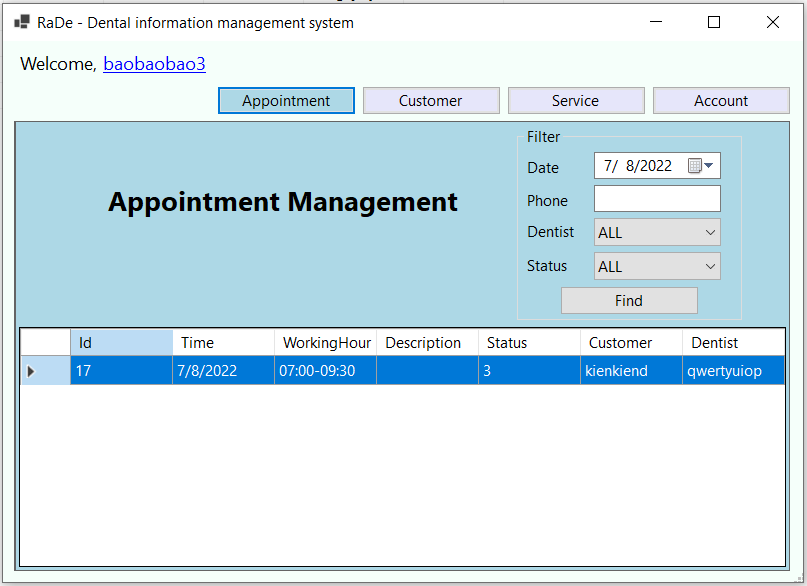 RaDe - Dental information management system
Welcome, baobaobao3
Appointment Customer Service Account
Filter
Date 7/ 8/2022
Appointment Management
Phone
Dentist ALL
Status ALL
Find
Id Time WorkingHour Description Status Customer Dentist
17 7/8/2022 07:00-09:30 3 kienkiend qwertyuiop